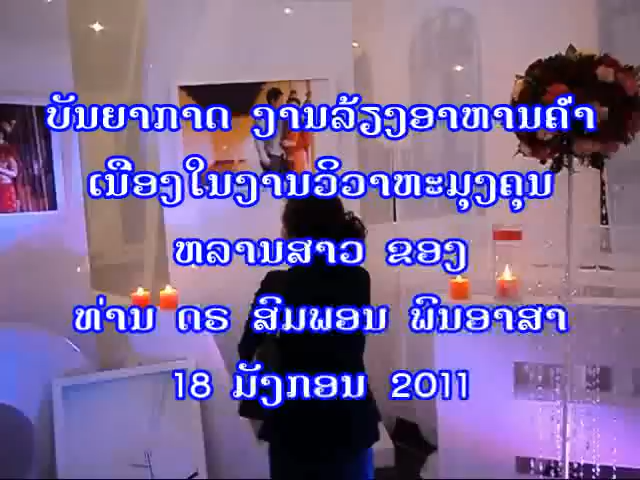 ບັນຍາກາດ ງານລ້ຽງອາຫານຄ່ຳ
ເນື່ອງໃນງານວິວາຫະມຸງຄຸນ
ຫລານສາວ ຂອງ
ທ່ານ ດຣ ສົມພອນ ພົນອາສາ
18 ມັງກອນ 2011